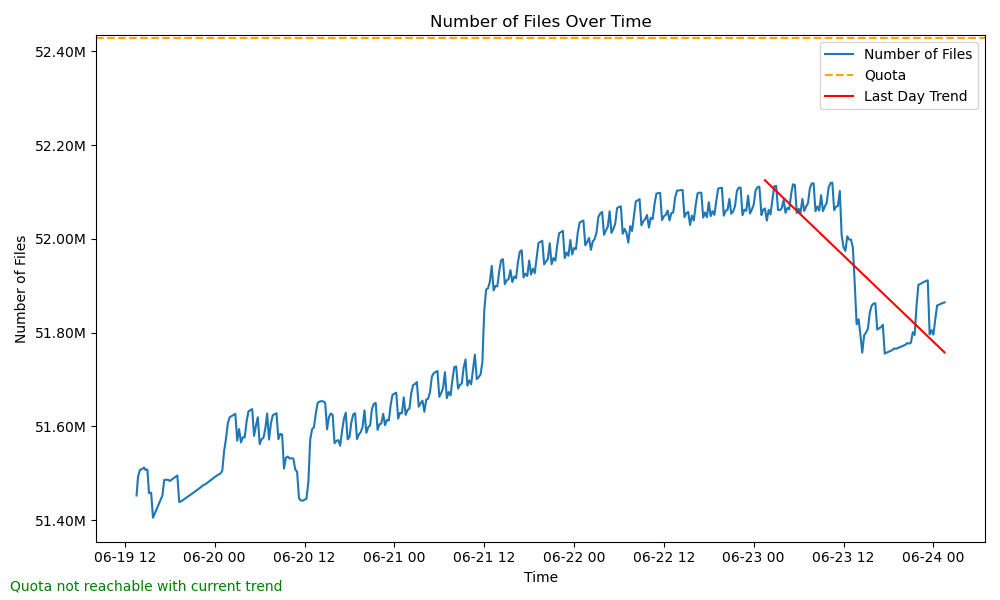 Number of Files Over Time
Number of Files
Quota
Last Day Trend
Number of Files
52.40M
52.20M
52.00M
51.80M
51.60M
51.40M
06-19 12
06-20 00
06-20 12
06-21 00
06-21 12
06-22 00
06-22 12
06-23 00
06-23 12
06-24 00
Time
Quota not reachable with current trend